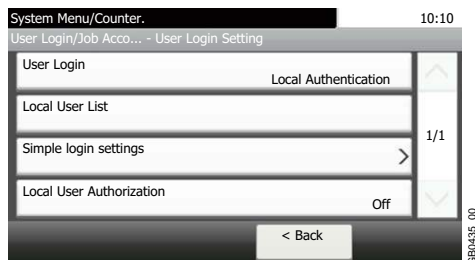 System Menu/Counter.
10:10
User Login/Job Acco... - User Login Setting
User Login
Local Authentication
Local User List
1/1
Simple login settings
Local User Authorization
Off
< Back
GB0435_00